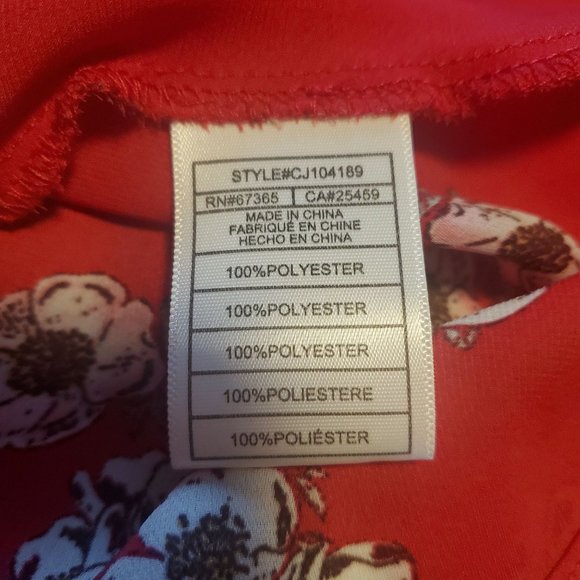 STYLE#CJ104189
RN#67365 CA#25459
MADE IN CHINA
FABRIQUÉ EN CHINE
HECHO EN CHINA
100%POLYESTER
100%POLYESTER
100%POLYESTER
100%POLIESTERE
100%POLIÉSTER